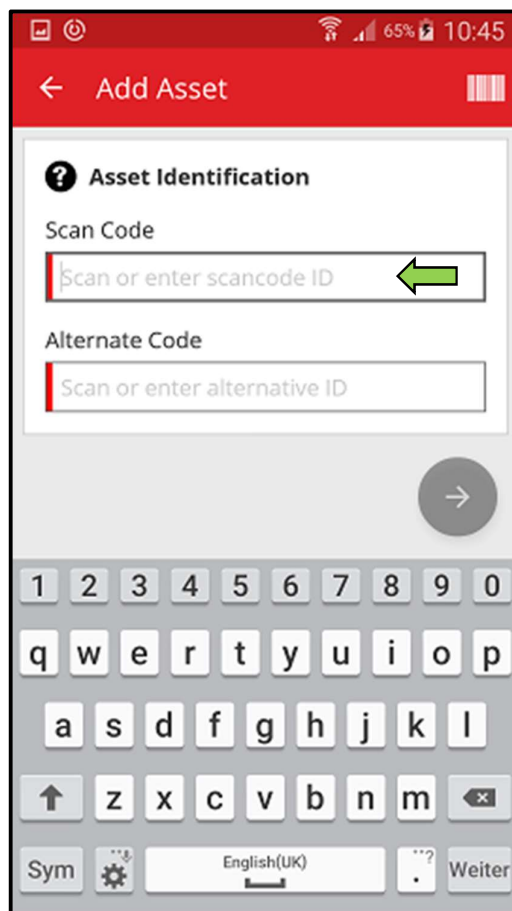 65% 10:45
Add Asset
? Asset Identification
Scan Code
Scan or enter scancode ID
Alternate Code
Scan or enter alternative ID
1 2 3 4 5 6 7 8 9 0
q w e r t y u i o p
a s d f g h j k l
z x c v b n m
Sym English(UK) . ? Weiter